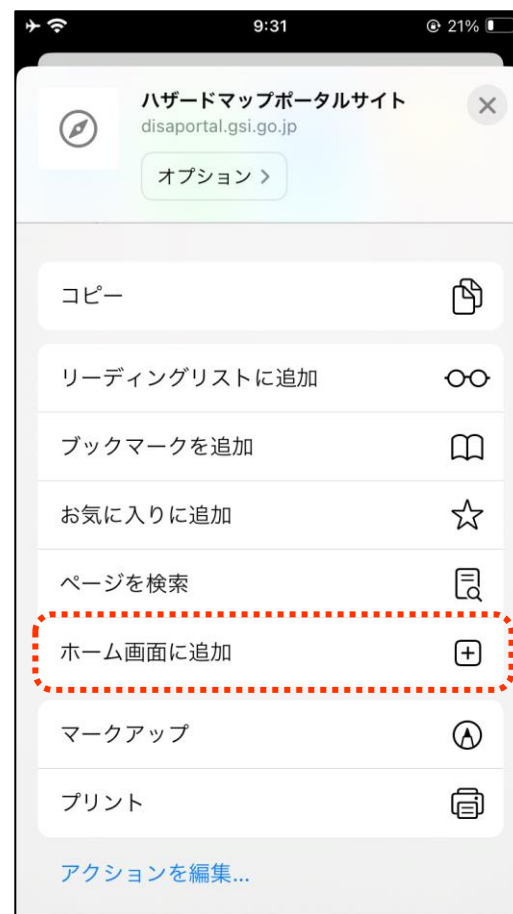 9:31
21%
ハザードマップポータルサイト
disaportal.gsi.go.jp
オプション >
コピー
リーディングリストに追加
ブックマークを追加
お気に入りに追加
ページを検索
ホーム画面に追加
マークアップ
プリント
アクションを編集...